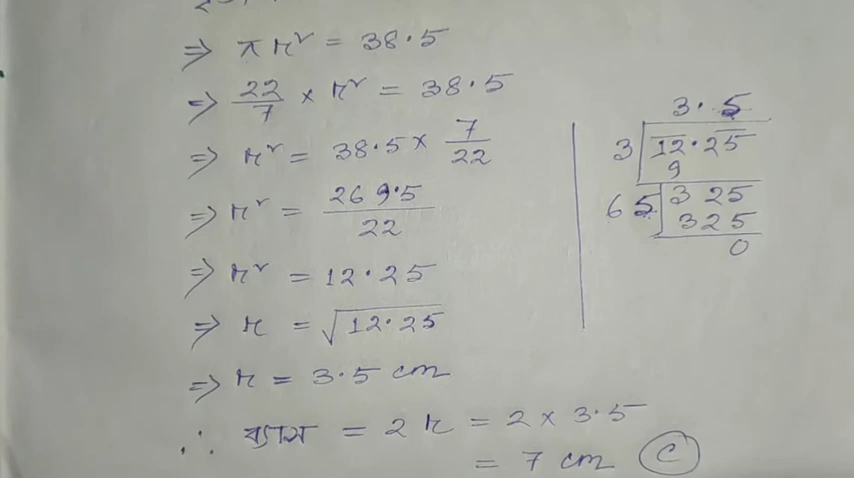 ⇒ πr² = 38.5
⇒ 22/7 × r² = 38.5
⇒ r² = 38.5 × 7/22
⇒ r² = 269.5/22
⇒ r² = 12.25
⇒ r = √12.25
⇒ r = 3.5 cm
∴ ব্যাস = 2r = 2 × 3.5
= 7 cm (c)
3.5
3 12.25
9
65 325
325
0